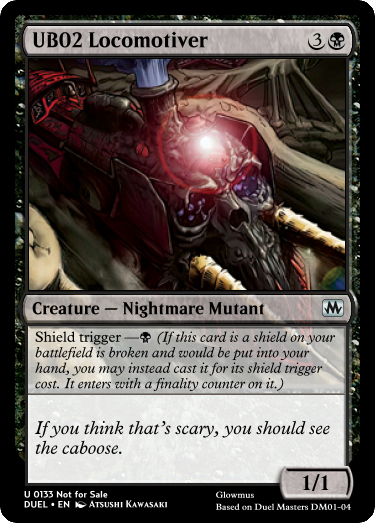 UB02 Locomotiver 3
Creature — Nightmare Mutant
Shield trigger — (If this card is a shield on your
battlefield is broken and would be put into your
hand, you may instead cast it for its shield trigger
cost. It enters with a finality counter on it.)
If you think that's scary, you should see
the caboose.
1/1
U 0133 Not for Sale
DUEL • EN Atsushi Kawasaki
Glowmus
Based on Duel Masters DM01-04